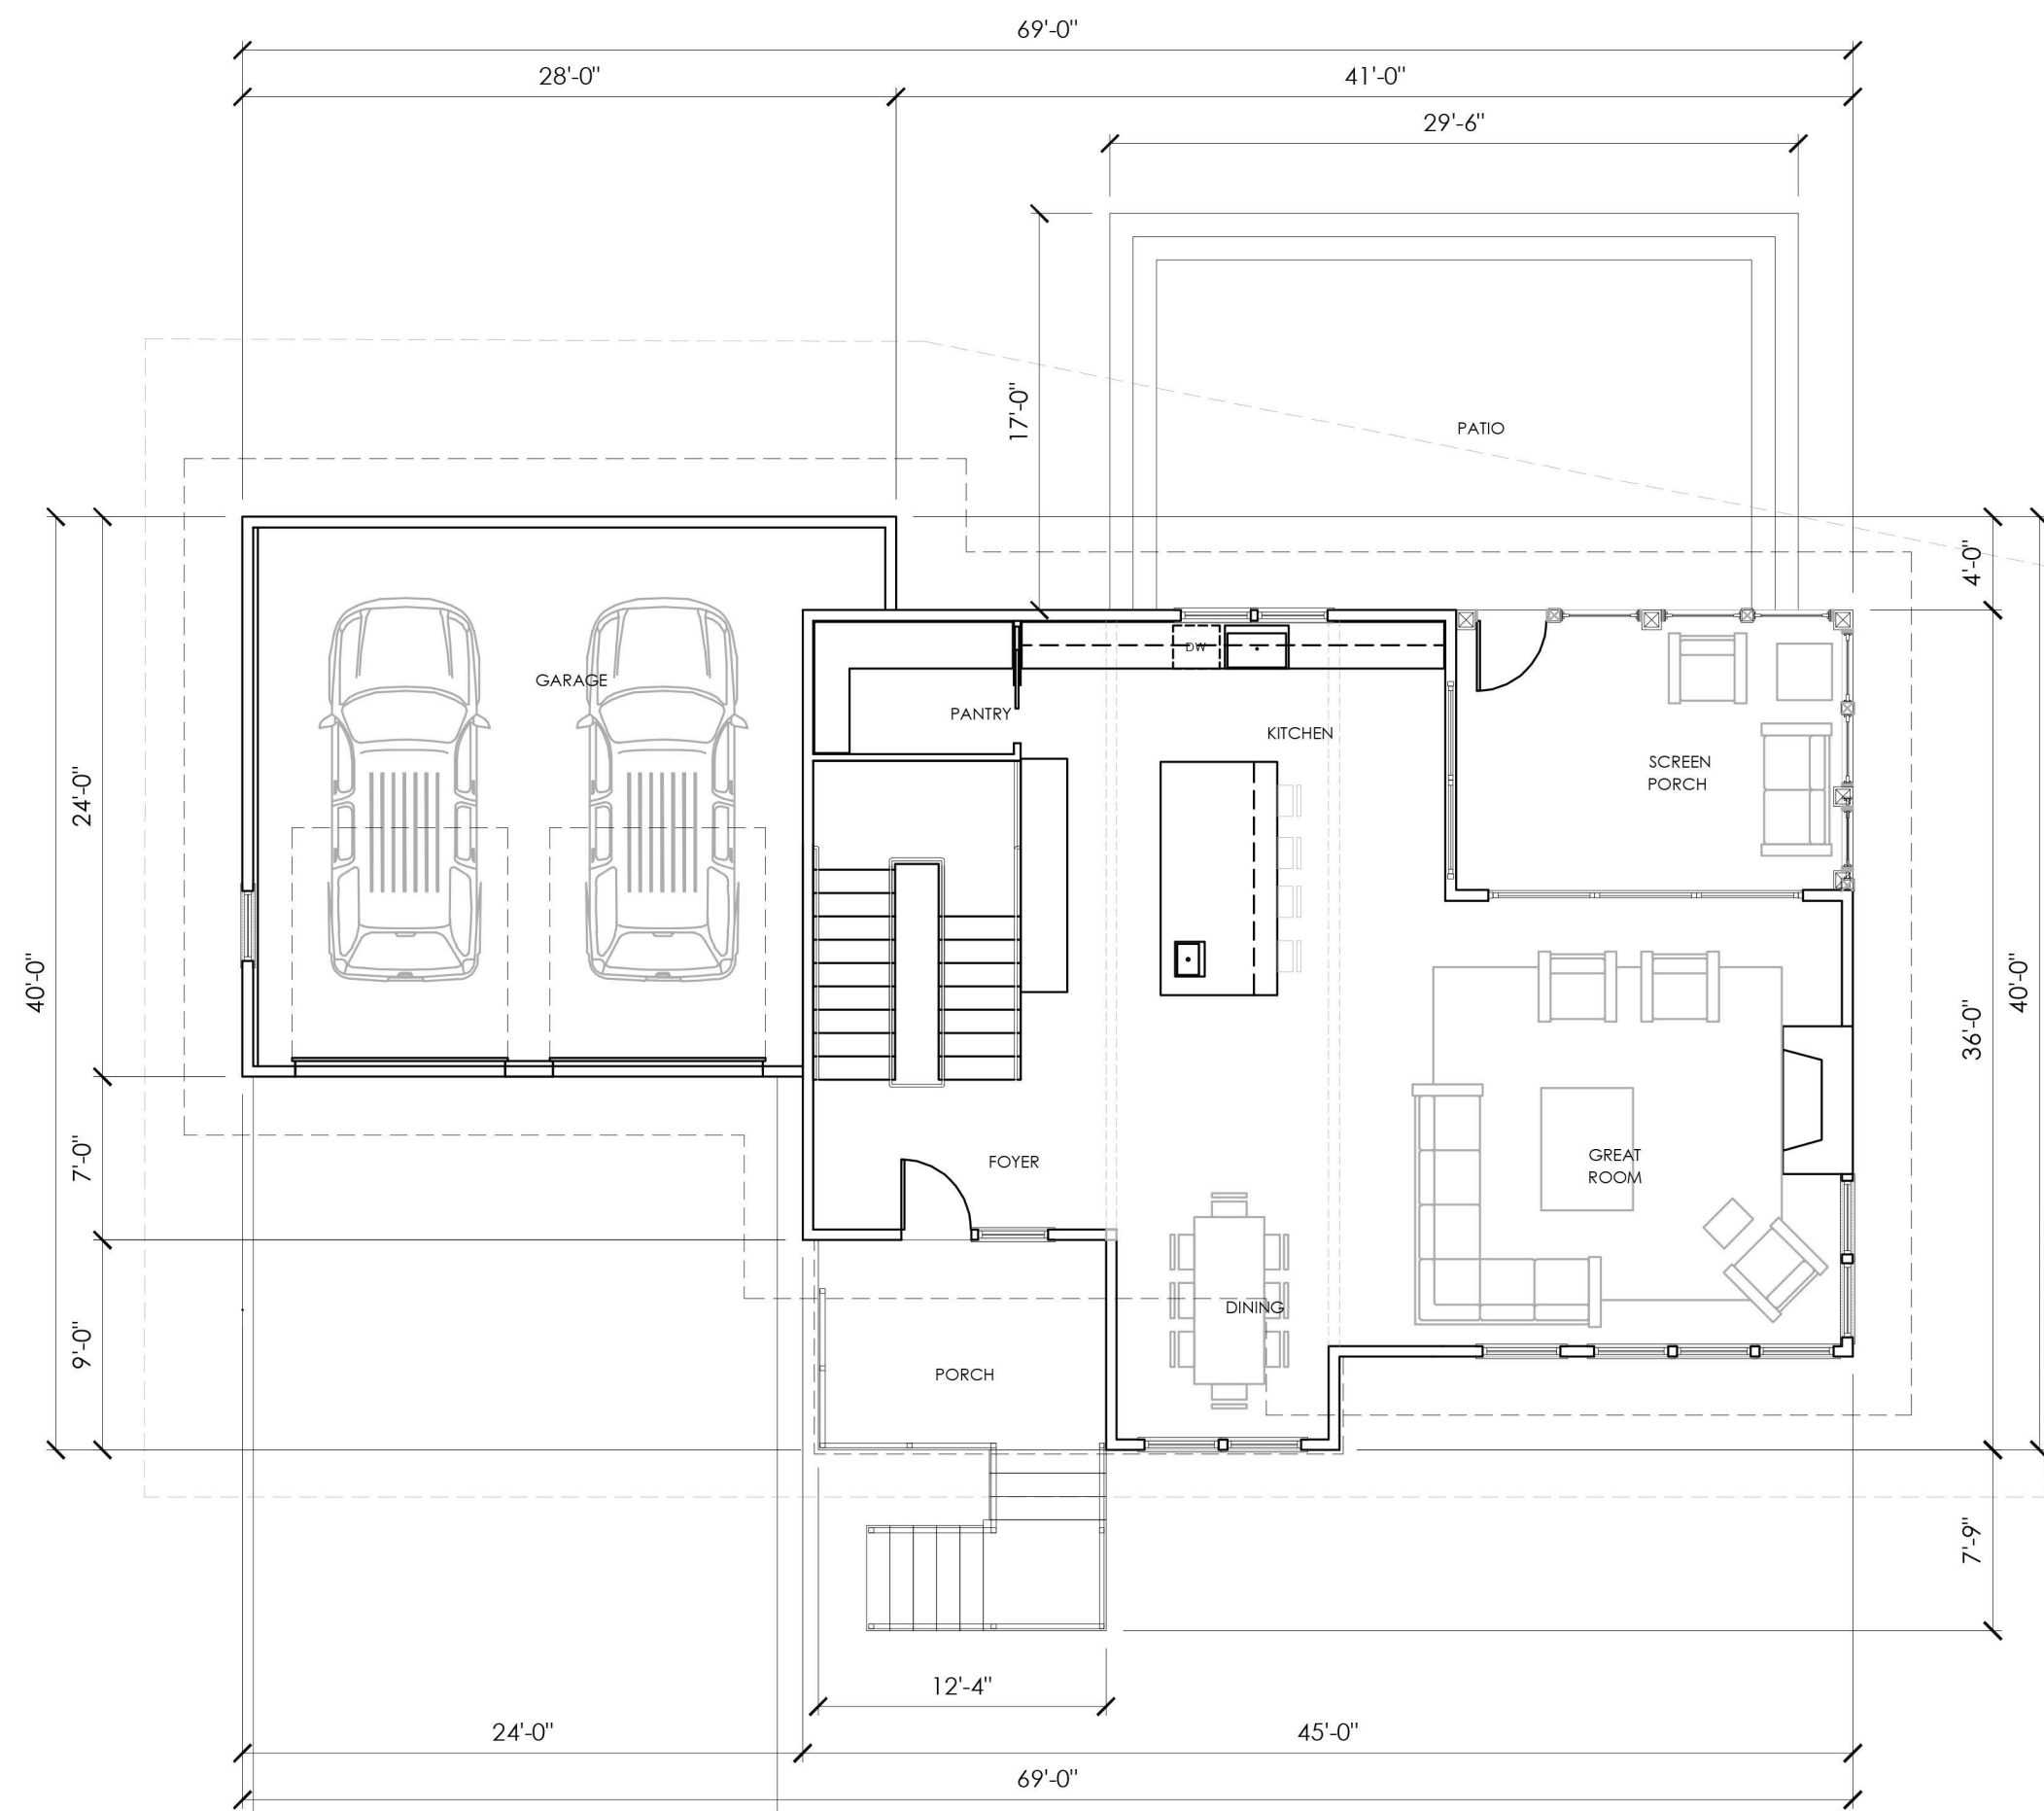 69'-0"
28'-0"
41'-0"
29'-6"
17'-0"
PATIO
4'-0"
DW
GARAGE
PANTRY
KITCHEN
SCREEN
PORCH
24'-0"
40'-0"
36'-0"
40'-0"
7'-0"
FOYER
GREAT
ROOM
DINING
9'-0"
PORCH
7'-9"
12'-4"
24'-0"
45'-0"
69'-0"